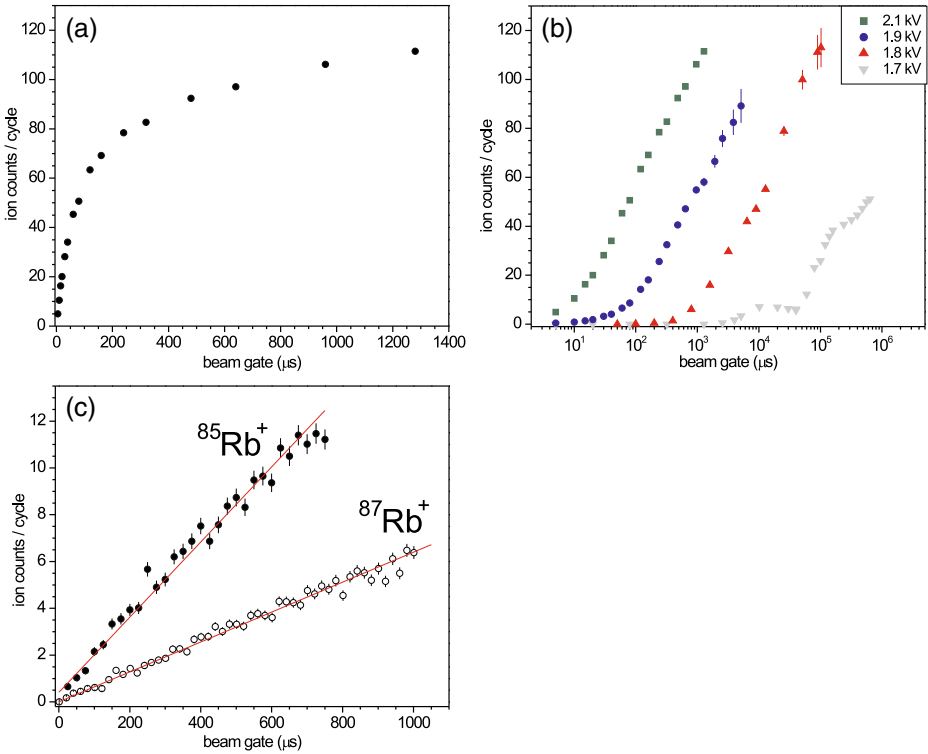 (a)
ion counts / cycle
120
100
80
60
40
20
0
0 200 400 600 800 1000 1200 1400
beam gate (μs)
(b)
2.1 kV
1.9 kV
1.8 kV
1.7 kV
ion counts / cycle
120
100
80
60
40
20
0
10¹ 10² 10³ 10⁴ 10⁵ 10⁶
beam gate (μs)
(c)
⁸⁵Rb⁺
⁸⁷Rb⁺
ion counts / cycle
12
10
8
6
4
2
0
0 200 400 600 800 1000
beam gate (μs)